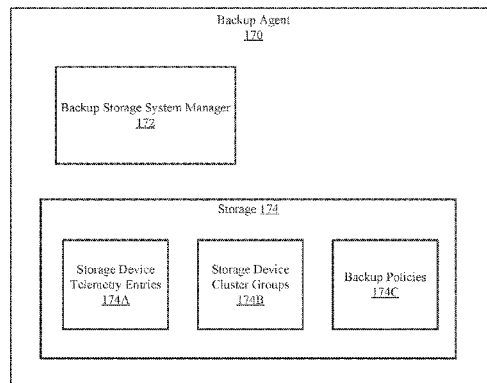 Backup Agent
170
Backup Storage System Manager
172
Storage 174
Storage Device
Telemetry Entries
174A
Storage Device
Cluster Groups
174B
Backup Policies
174C